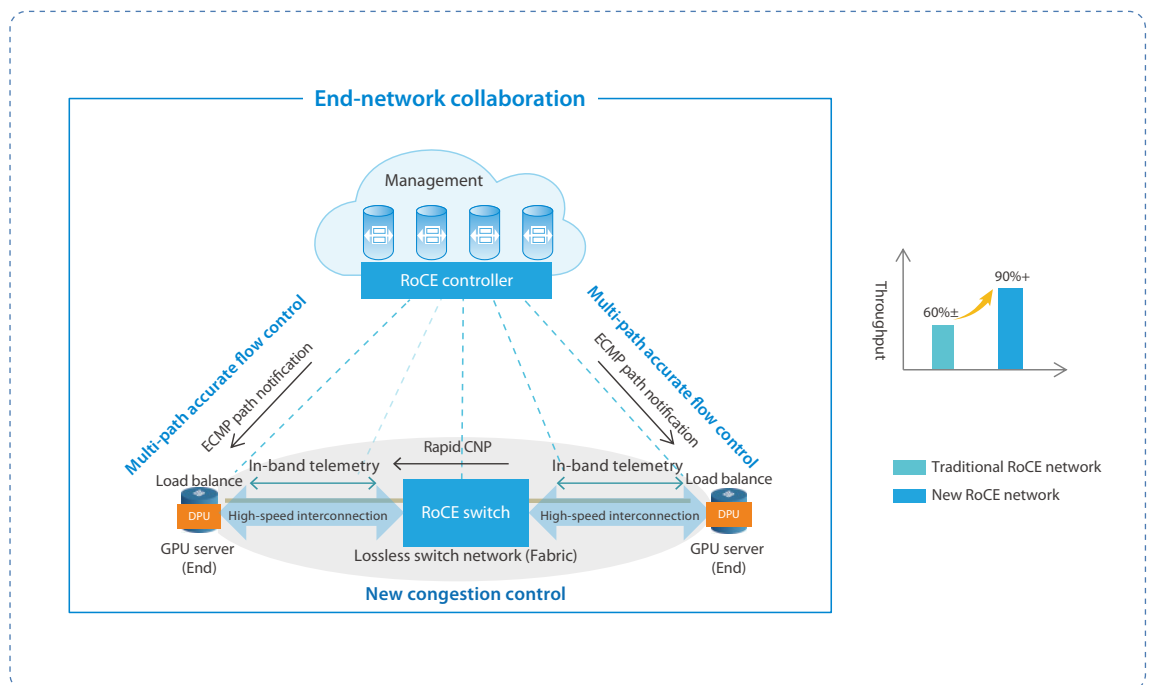 End-network collaboration
Management
RoCE controller
Multi-path accurate flow control
ECMP path notification
ECMP path notification
Multi-path accurate flow control
Rapid CNP
In-band telemetry
In-band telemetry
Load balance
Load balance
DPU
High-speed interconnection
RoCE switch
High-speed interconnection
DPU
GPU server
(End)
Lossless switch network (Fabric)
GPU server
(End)
New congestion control
Throughput
60%±
90%+
Traditional RoCE network
New RoCE network